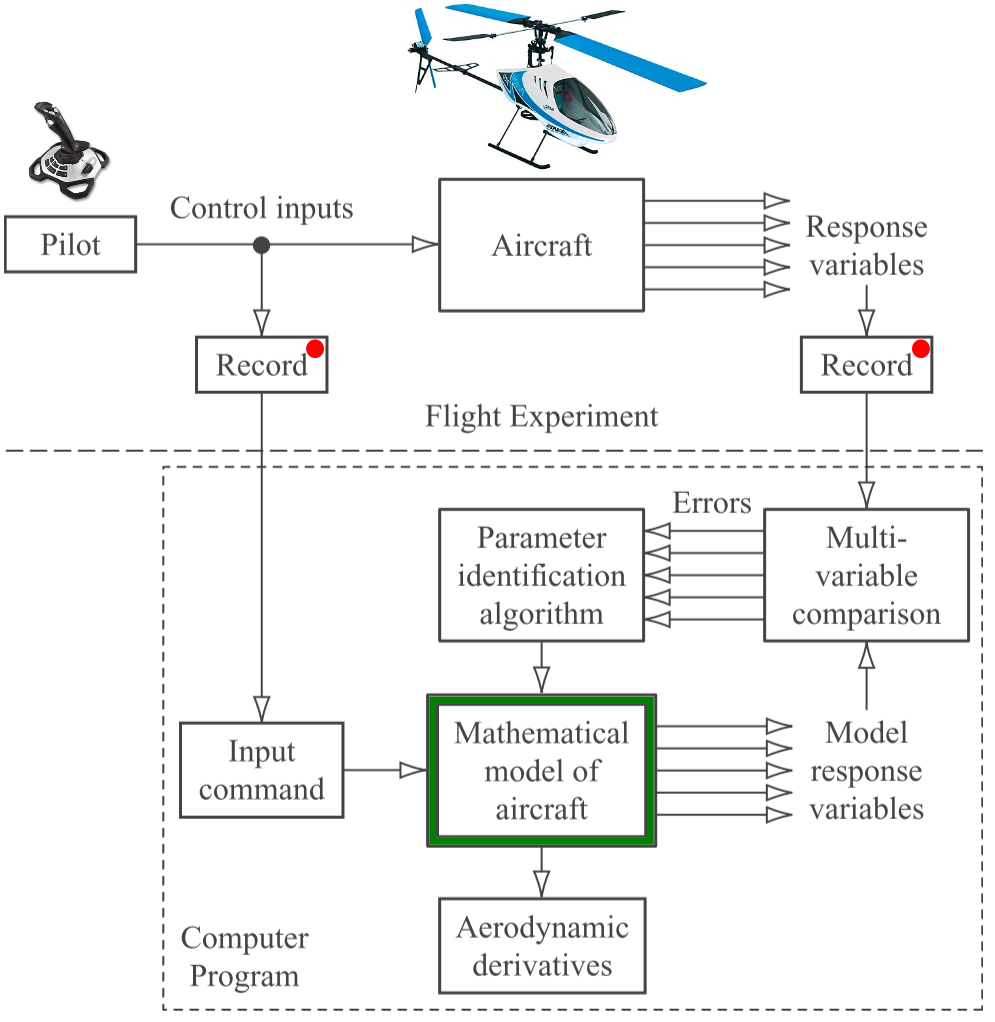 Control inputs
Pilot
Aircraft
Response
variables
Record
Record
Flight Experiment
Errors
Parameter
identification
algorithm
Multi-
variable
comparison
Input
command
Mathematical
model of
aircraft
Model
response
variables
Aerodynamic
derivatives
Computer
Program